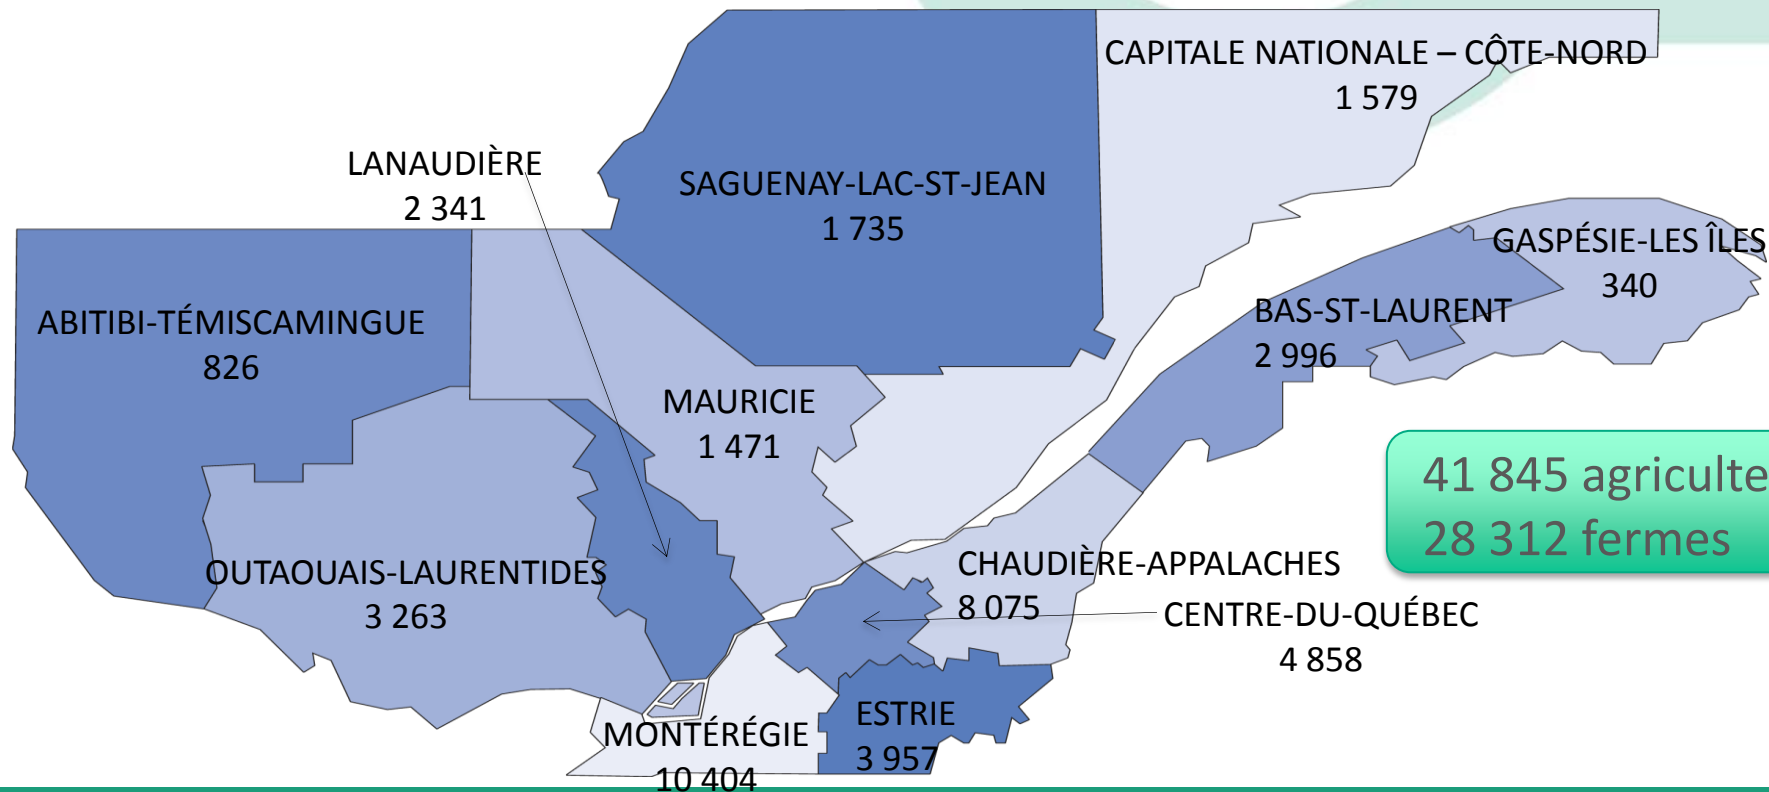 CAPITALE NATIONALE – CÔTE-NORD
1 579
LANAUDIÈRE
2 341
SAGUENAY-LAC-ST-JEAN
1 735
GASPÉSIE-LES ÎLES
340
ABITIBI-TÉMISCAMINGUE
826
BAS-ST-LAURENT
2 996
MAURICIE
1 471
41 845 agriculte
28 312 fermes
OUTAOUAIS-LAURENTIDES
3 263
CHAUDIÈRE-APPALACHES
8 075
CENTRE-DU-QUÉBEC
4 858
ESTRIE
3 957
MONTÉRÉGIE
10 404